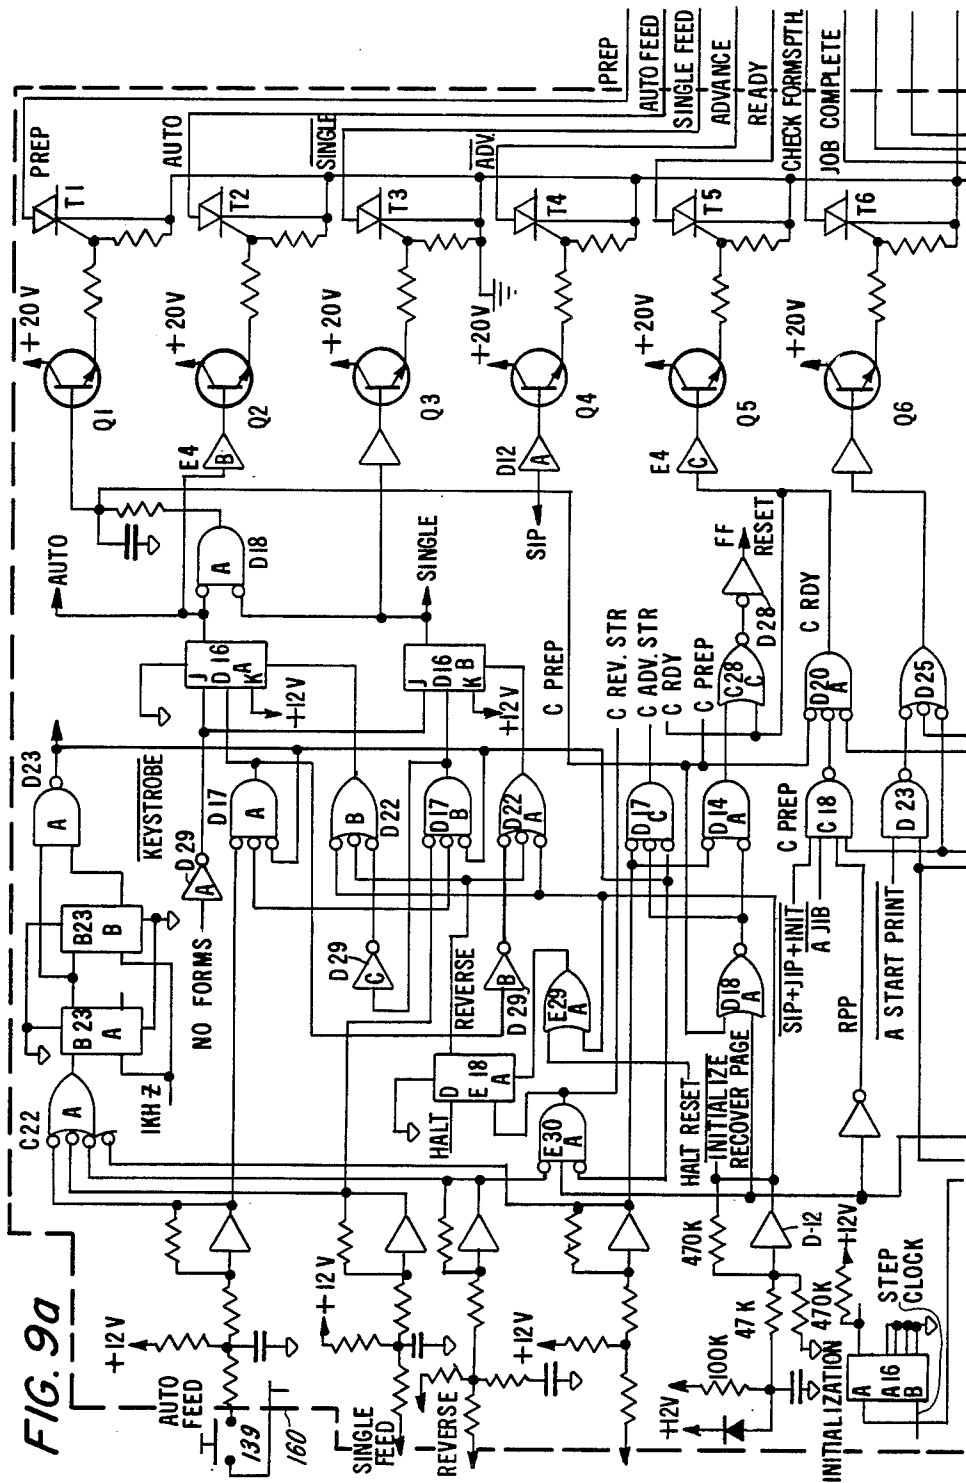 FIG. 9a
AUTO FEED
139
160'
+12V
SINGLE FEED
+12V
REVERSE
+12V
+12V
100K
47K
470K
470K
D-12
INITIALIZATION
A
A16
B
+12V
STEP CLOCK
C22
A
B23
A
B23
B
1KHZ
D23
A
NO FORMS
D29
A
KEYSTROBE
D17
A
B
D22
D29
C
D17
B
D22
A
REVERSE
D29
B
HALT
D
E18
A
E29
A
E30
A
HALT RESET
INITIALIZE
RECOVER PAGE
D17
C
D14
A
D18
A
SIP+JIP+INIT
A JIB
RPP
A START PRINT
C PREP
C18
D23
D20
A
D25
C RDY
J
D16
A
K
+12V
J
D16
B
K
+12V
AUTO
A
D18
SINGLE
C PREP
C REV. STR
C ADV. STR
C RDY
C PREP
C28
C
D28
FF RESET
E4
B
D12
A
SIP
E4
C
Q1
+20V
Q2
+20V
Q3
+20V
Q4
+20V
Q5
+20V
Q6
+20V
PREP
T1
AUTO
T2
SINGLE
T3
ADV.
T4
T5
T6
PREP
AUTO FEED
SINGLE FEED
ADVANCE
READY
CHECK FORMSPTH
JOB COMPLETE